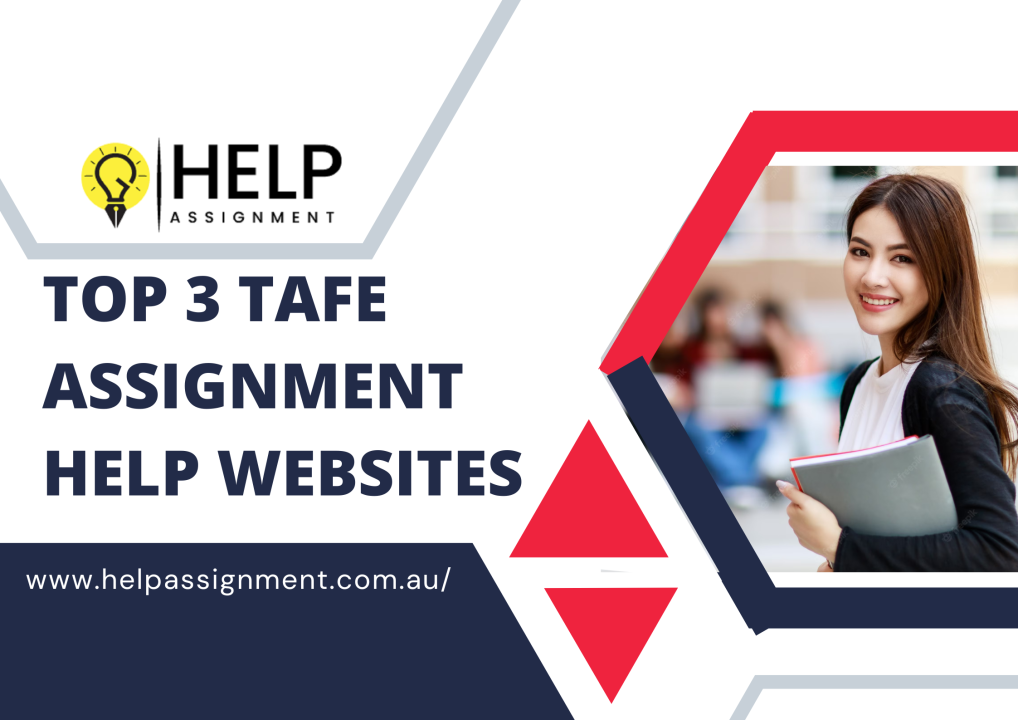 HELP
ASSIGNMENT
TOP 3 TAFE
ASSIGNMENT
HELP WEBSITES
www.helpassignment.com.au/